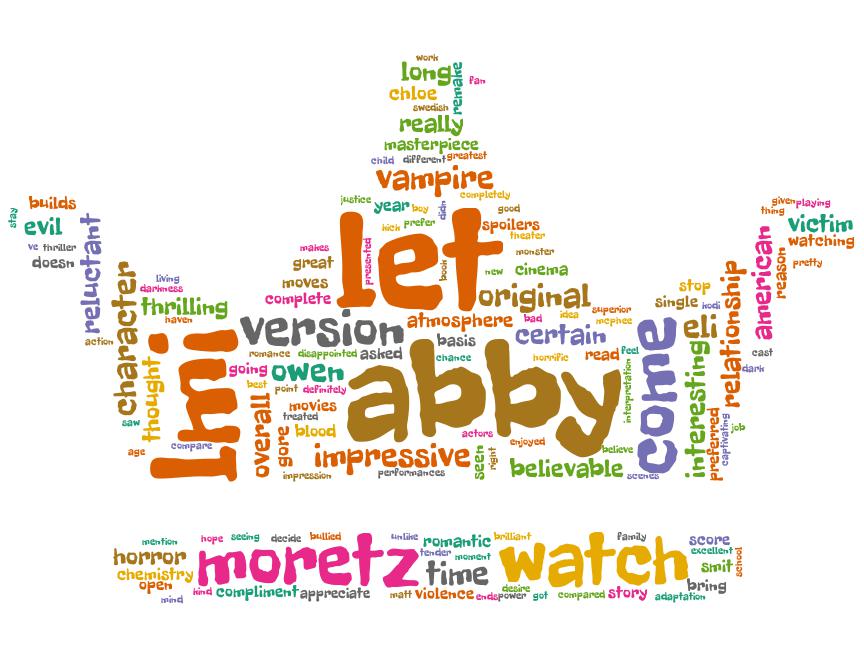 work
long
remake
fan
chloe
swedish
really
masterpiece
child
different
greatest
vampire
completely
justice
year
boy
didn
good
kick
prefer
spoilers
theater
let
presented
book
makes
great
moves
complete
monster
new
cinema
original
builds
stay
evil
ve
thriller
doesn
reluctant
action
character
living
darkness
thrilling
haven
thought
saw
age
compare
lmi
version
atmosphere
bad
idea
superior
mcphee
basis
certain
romance
disappointed
asked
chance
horrific
read
feel
going
owen
best
point
definitely
abby
interpretation
overall
gore
movies
treated
blood
impressive
impression
performances
actors
seen
right
enjoyed
believable
believe
scenes
come
single
stop
kodi
eli
interesting
relationship
preferred
captivating
job
cast
dark
american
reason
given
playing
thing
victim
watching
pretty
mention
hope
seeing
decide
bullied
unlike
romantic
brilliant
family
score
excellent
horror
moretz
tender
moment
watch
smit
school
chemistry
open
time
bring
mind
kind
compliment
appreciate
matt
violence
ends
power
desire
got
compared
story
adaptation